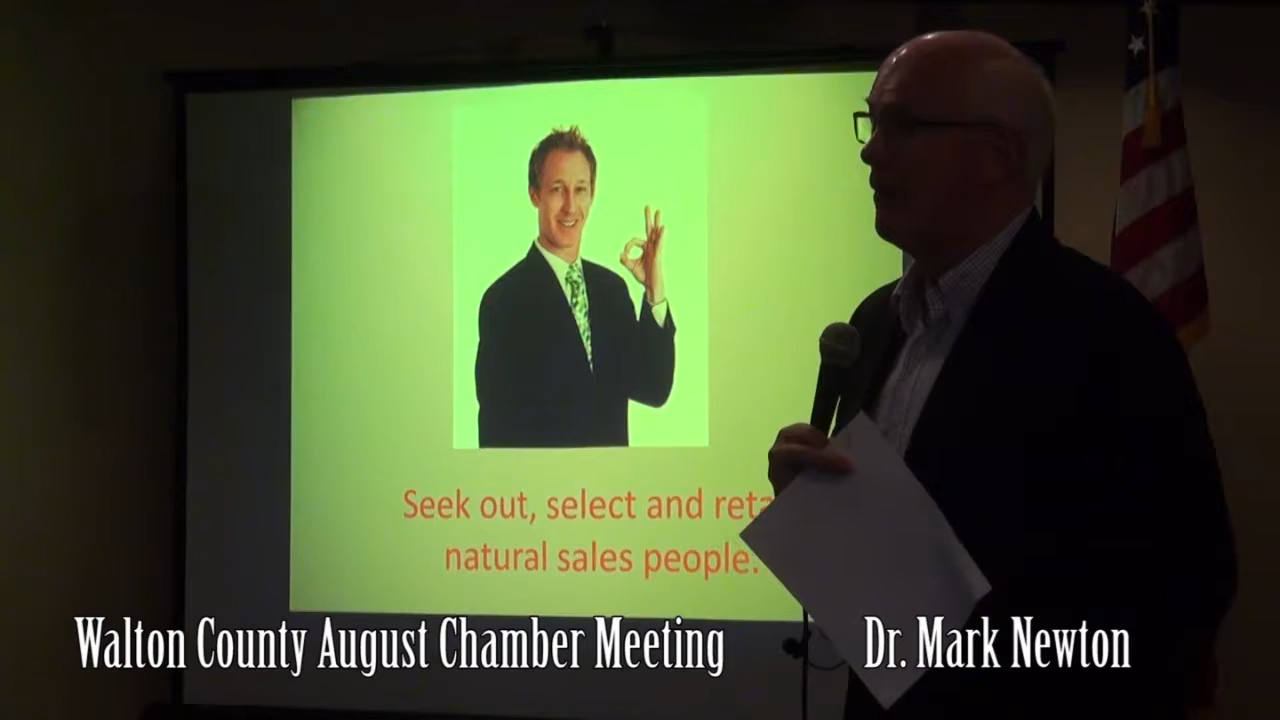 Seek out, select and
natural sales people.
Walton County August Chamber Meeting
Dr. Mark Newton